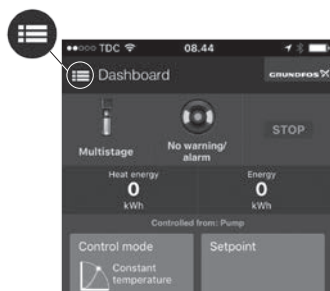 TDC 08.44
Dashboard GRUNDFOS
Multistage
No warning/
alarm
STOP
Heat energy
0
kWh
Energy
0
kWh
Controlled from: Pump
Control mode
Constant
temperature
Setpoint